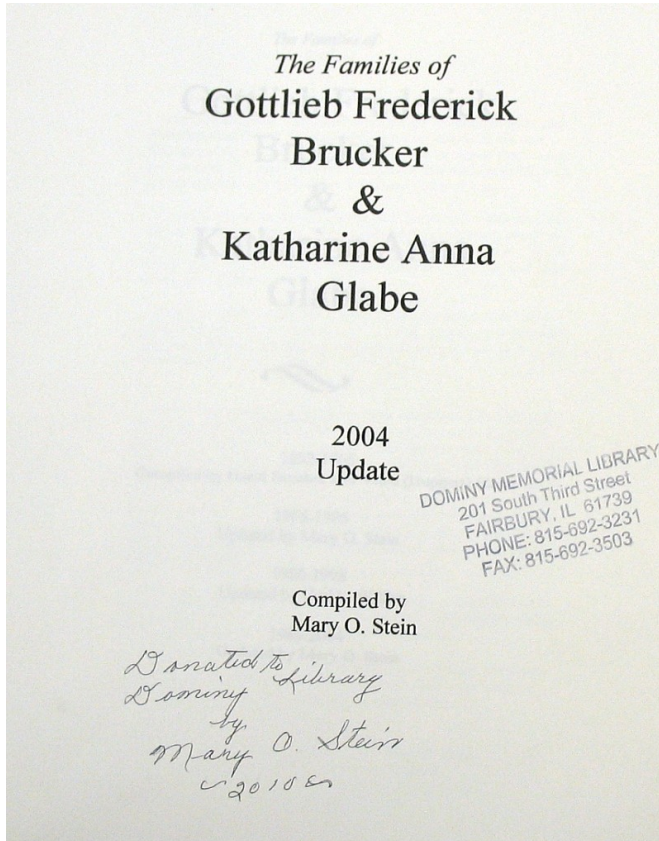 The Families of
Gottlieb Frederick
Brucker
&
Katharine Anna
Glabe
2004
Update
DOMINY MEMORIAL LIBRARY
201 South Third Street
FAIRBURY, IL 61739
PHONE: 815-692-3231
FAX: 815-692-3503
Compiled by
Mary O. Stein
Donated to Library
Dominy
by
Mary O. Stein
2010